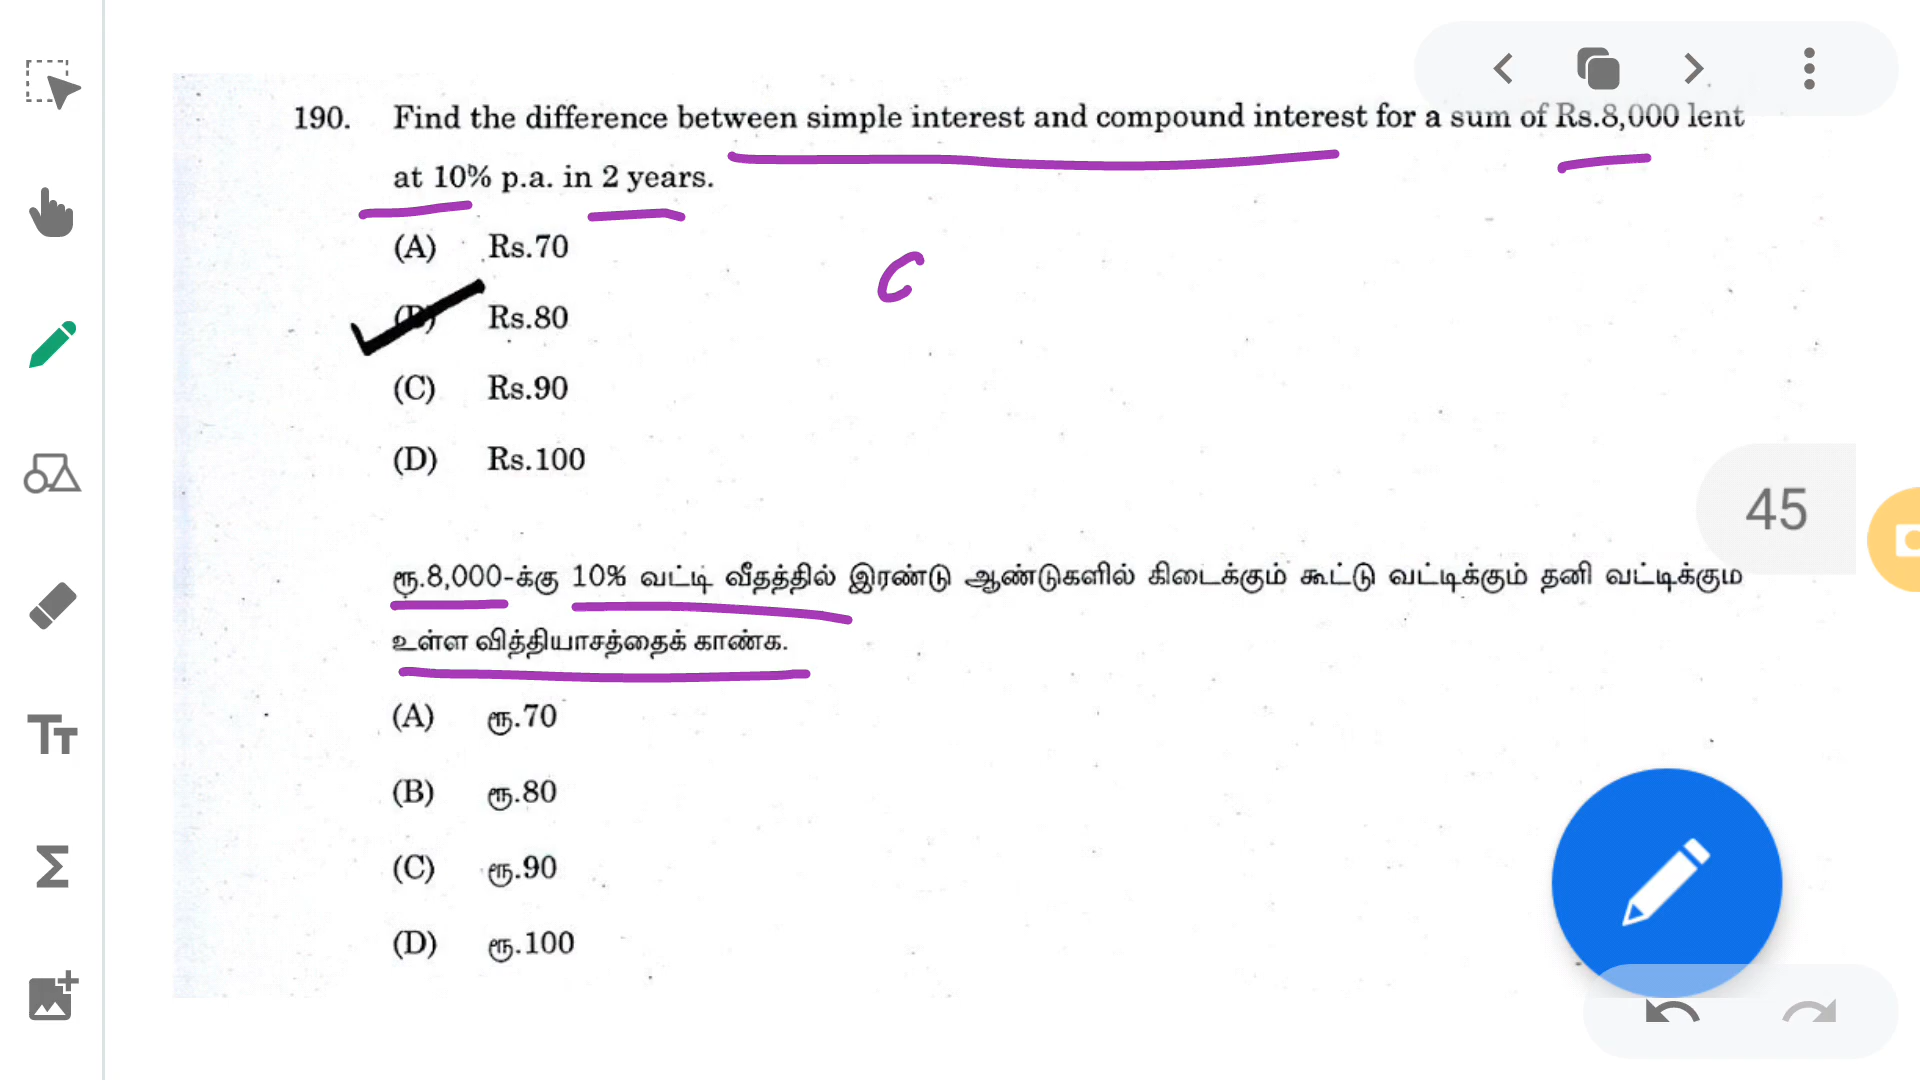 190. Find the difference between simple interest and compound interest for a sum of Rs.8,000 lent
at 10% p.a. in 2 years.
(A) Rs.70
C
(B) Rs.80
(C) Rs.90
(D) Rs.100
45
ரூ.8,000-க்கு 10% வட்டி வீதத்தில் இரண்டு ஆண்டுகளில் கிடைக்கும் கூட்டு வட்டிக்கும் தனி வட்டிக்கும
உள்ள வித்தியாசத்தைக் காண்க.
(A) ரூ.70
Tт
(B) ரூ.80
(C) ரூ.90
(D) ரூ.100